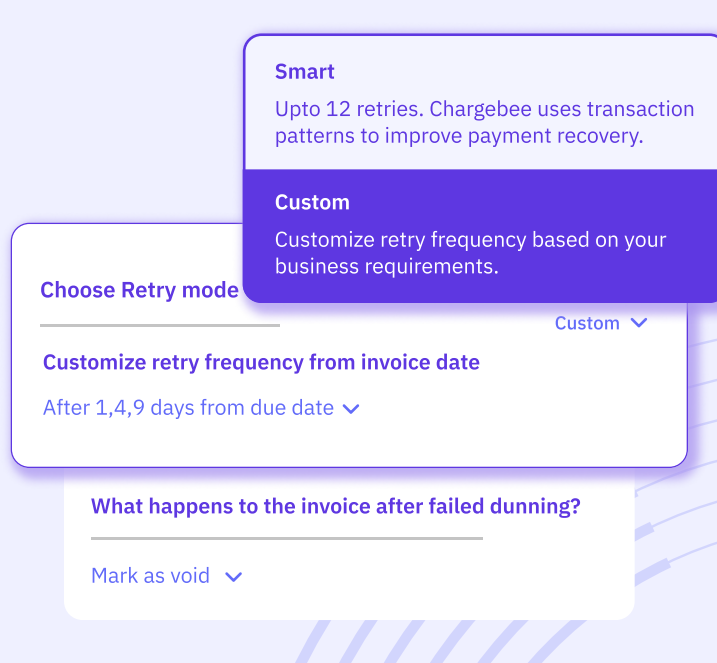 Smart
Upto 12 retries. Chargebee uses transaction
patterns to improve payment recovery.
Custom
Customize retry frequency based on your
business requirements.
Choose Retry mode
Custom
Customize retry frequency from invoice date
After 1,4,9 days from due date
What happens to the invoice after failed dunning?
Mark as void